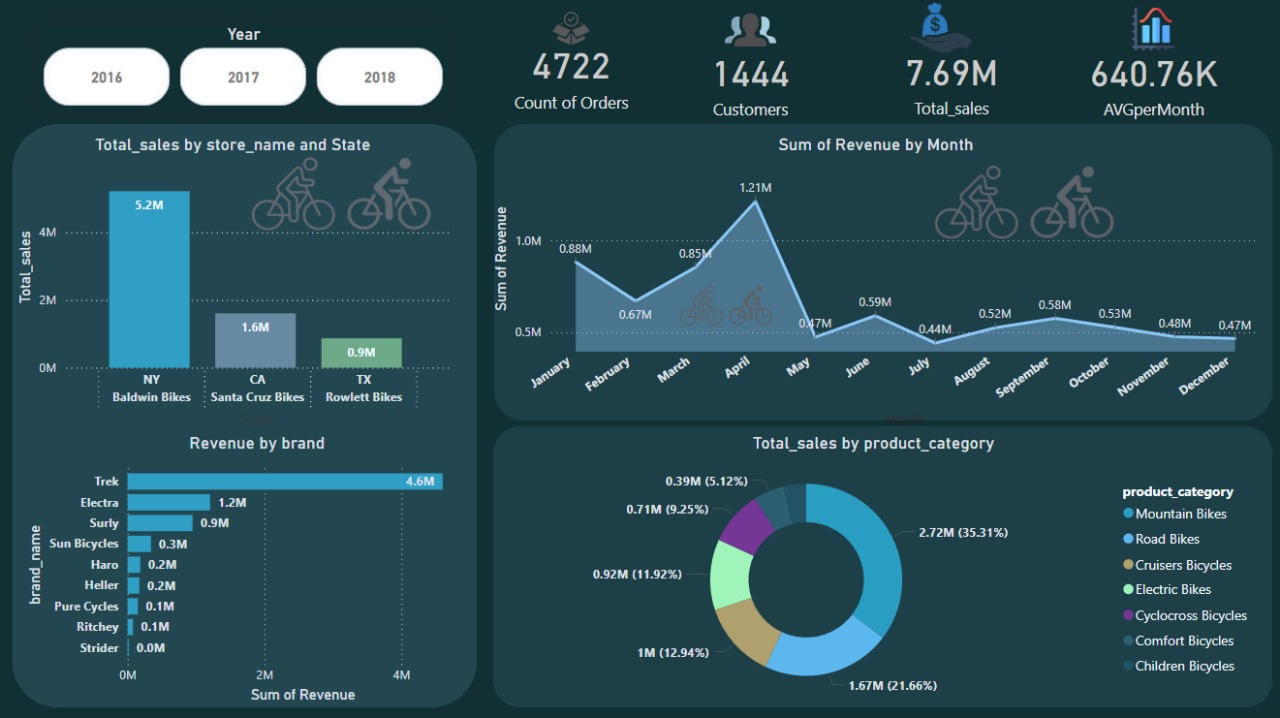 Year
2016 2017 2018
4722
Count of Orders
1444
Customers
$
7.69M
Total_sales
640.76K
AVGperMonth
Total_sales by store_name and State
Total_sales
4M
2M
0M
5.2M
1.6M
0.9M
NY CA TX
Baldwin Bikes Santa Cruz Bikes Rowlett Bikes
State
Sum of Revenue by Month
Sum of Revenue
1.0M
0.5M
0.88M
0.67M
0.85M
1.21M
0.47M
0.59M
0.44M
0.52M
0.58M
0.53M
0.48M
0.47M
January February March April May June July August September October November December
Month
Revenue by brand
brand_name
Trek 4.6M
Electra 1.2M
Surly 0.9M
Sun Bicycles 0.3M
Haro 0.2M
Heller 0.2M
Pure Cycles 0.1M
Ritchey 0.1M
Strider 0.0M
0M 2M 4M
Sum of Revenue
Total_sales by product_category
0.39M (5.12%)
0.71M (9.25%)
0.92M (11.92%)
1M (12.94%)
2.72M (35.31%)
1.67M (21.66%)
product_category
Mountain Bikes
Road Bikes
Cruisers Bicycles
Electric Bikes
Cyclocross Bicycles
Comfort Bicycles
Children Bicycles